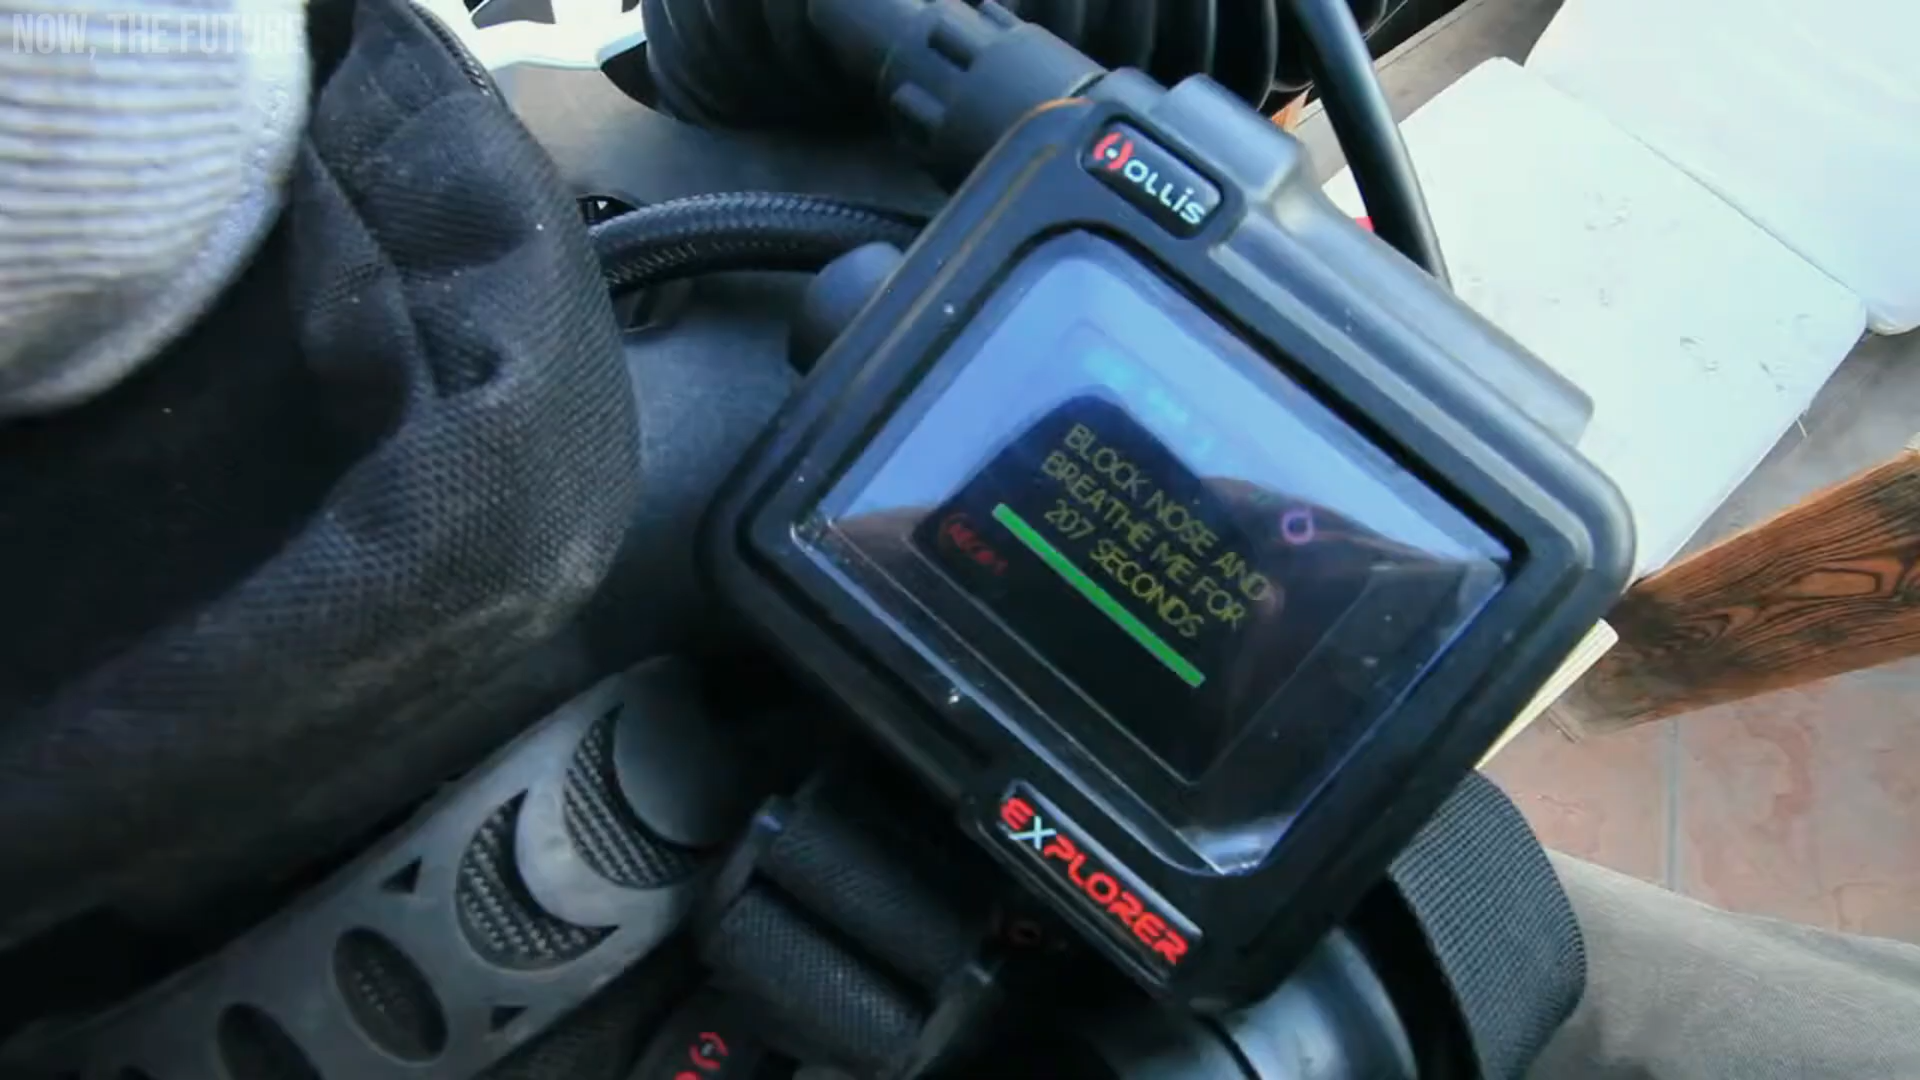 NOW, THE FUTURE
HOLLiS
BLOCK NOSE AND
BREATHE ME FOR
207 SECONDS
EXPLORER